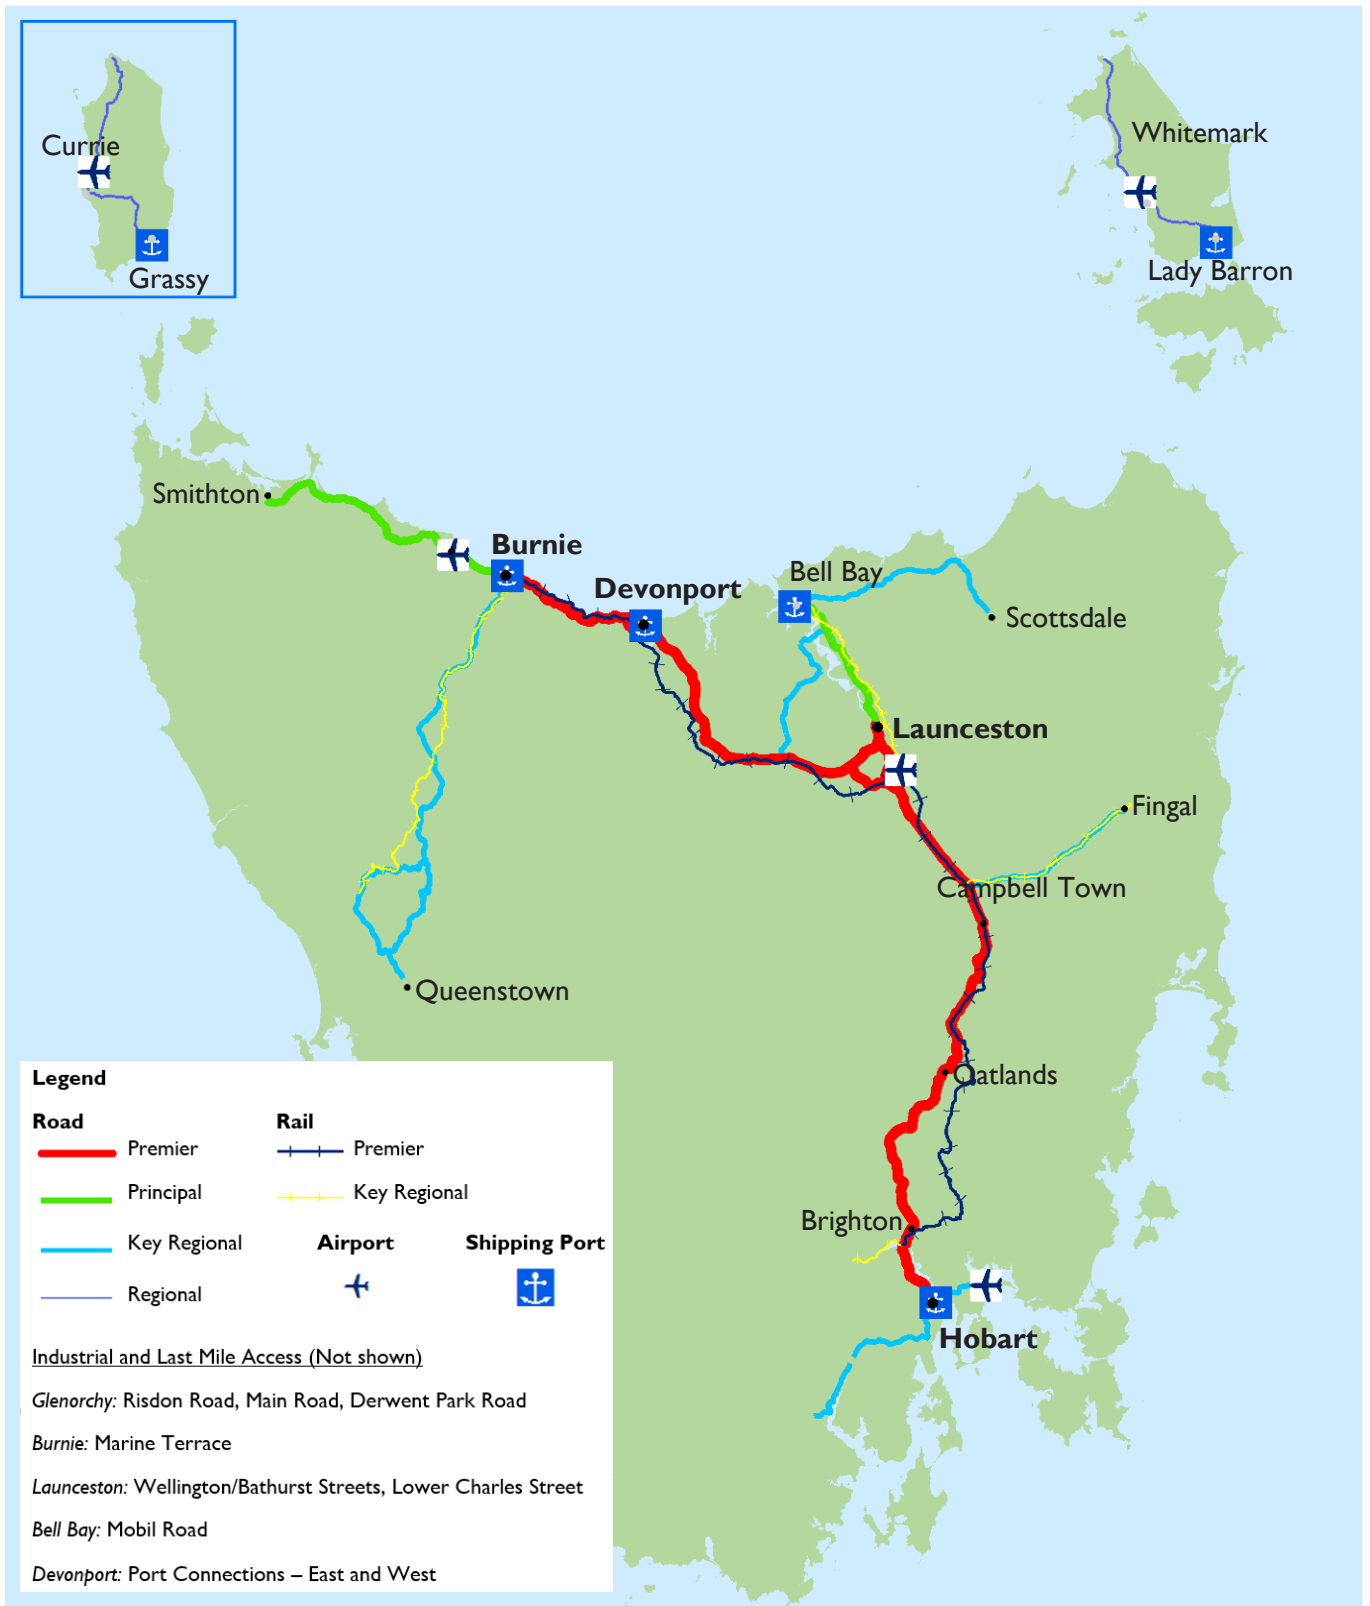 Currie
Grassy
Whitemark
Lady Barron
Smithton
Burnie
Devonport
Bell Bay
Scottsdale
Launceston
Fingal
Campbell Town
Queenstown
Oatlands
Brighton
Hobart
Legend
Road Rail
Premier Premier
Principal Key Regional
Key Regional Airport Shipping Port
Regional
Industrial and Last Mile Access (Not shown)
Glenorchy: Risdon Road, Main Road, Derwent Park Road
Burnie: Marine Terrace
Launceston: Wellington/Bathurst Streets, Lower Charles Street
Bell Bay: Mobil Road
Devonport: Port Connections – East and West